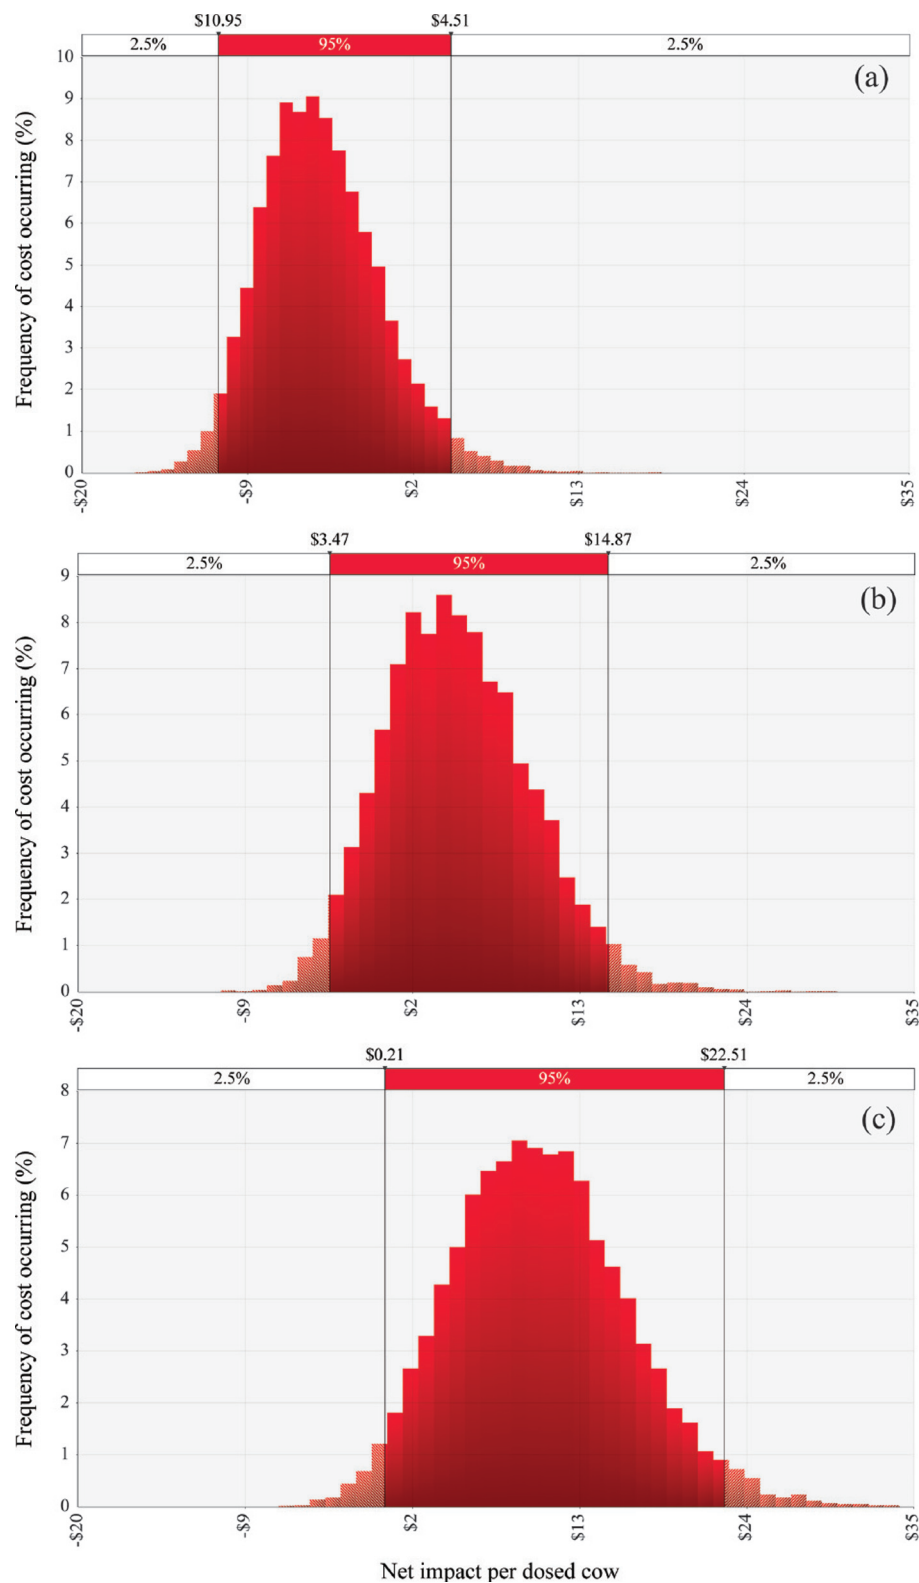 $10.95 $4.51
2.5% 95% 2.5%
(a)
Frequency of cost occurring (%)
10
9
8
7
6
5
4
3
2
1
0
-$20 -$9 $2 $13 $24 $35
$3.47 $14.87
2.5% 95% 2.5%
(b)
Frequency of cost occurring (%)
9
8
7
6
5
4
3
2
1
0
-$20 -$9 $2 $13 $24 $35
$0.21 $22.51
2.5% 95% 2.5%
(c)
Frequency of cost occurring (%)
8
7
6
5
4
3
2
1
0
-$20 -$9 $2 $13 $24 $35
Net impact per dosed cow